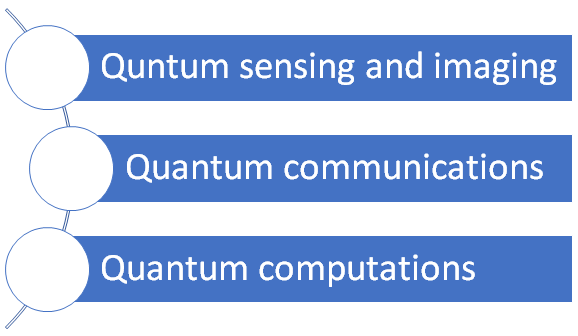 Quntum sensing and imaging
Quantum communications
Quantum computations